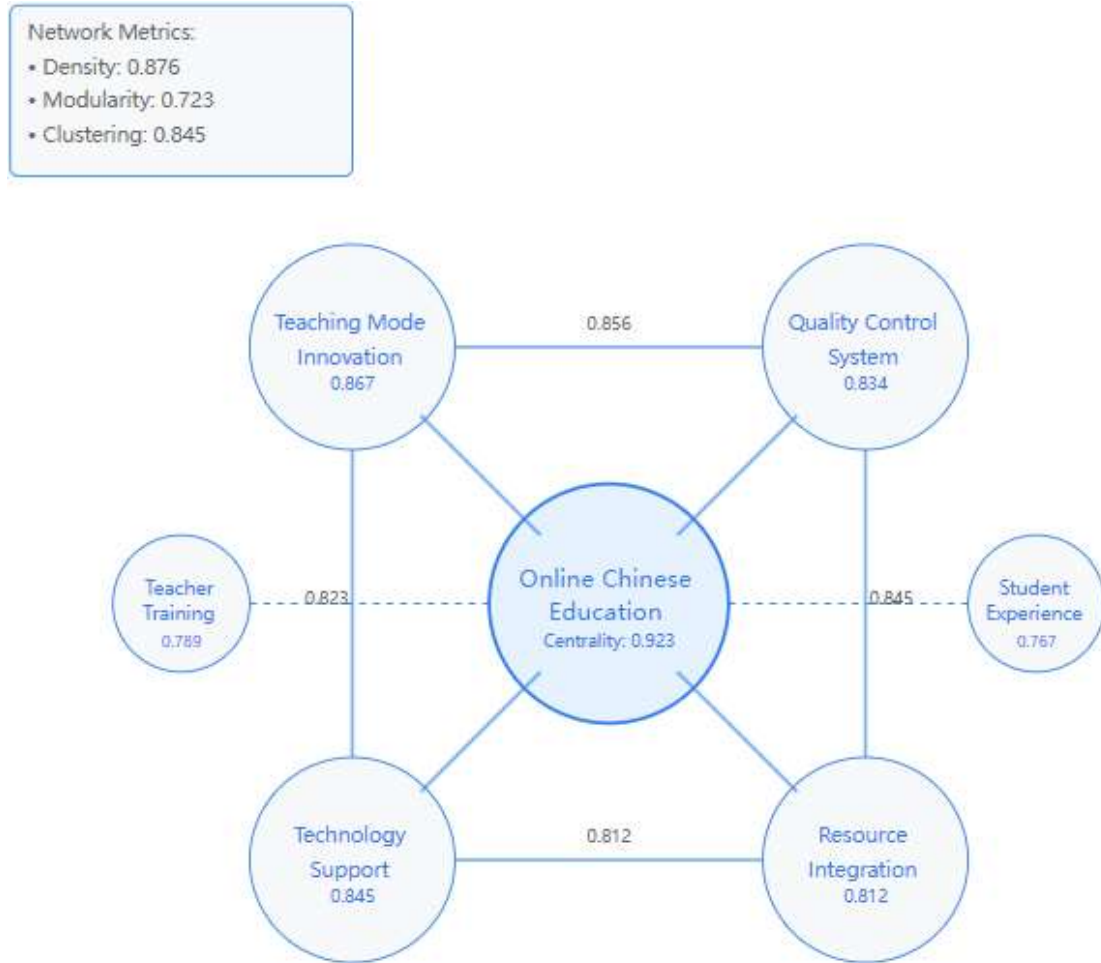 Network Metrics:
• Density: 0.876
• Modularity: 0.723
• Clustering: 0.845
Teaching Mode
Innovation
0.867
0.856
Quality Control
System
0.834
Teacher
Training
0.789
0.823
Online Chinese
Education
Centrality: 0.923
0.845
Student
Experience
0.767
Technology
Support
0.845
0.812
Resource
Integration
0.812